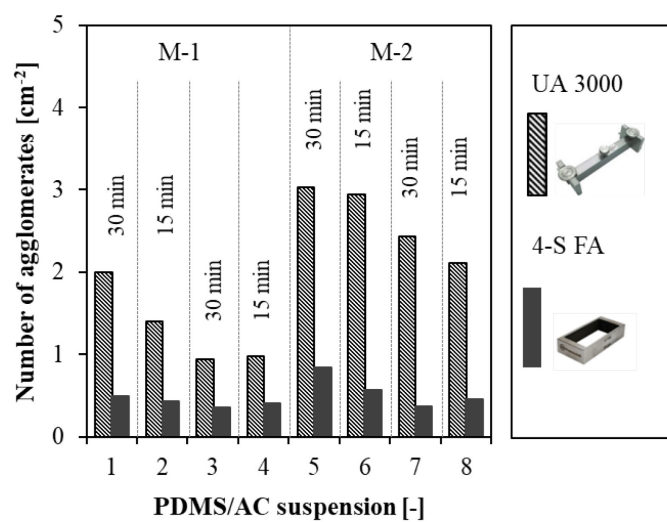 Number of agglomerates [cm⁻²]
5
4
3
2
1
0
M-1
M-2
30 min
15 min
30 min
15 min
30 min
15 min
30 min
15 min
1 2 3 4 5 6 7 8
PDMS/AC suspension [-]
UA 3000
4-S FA